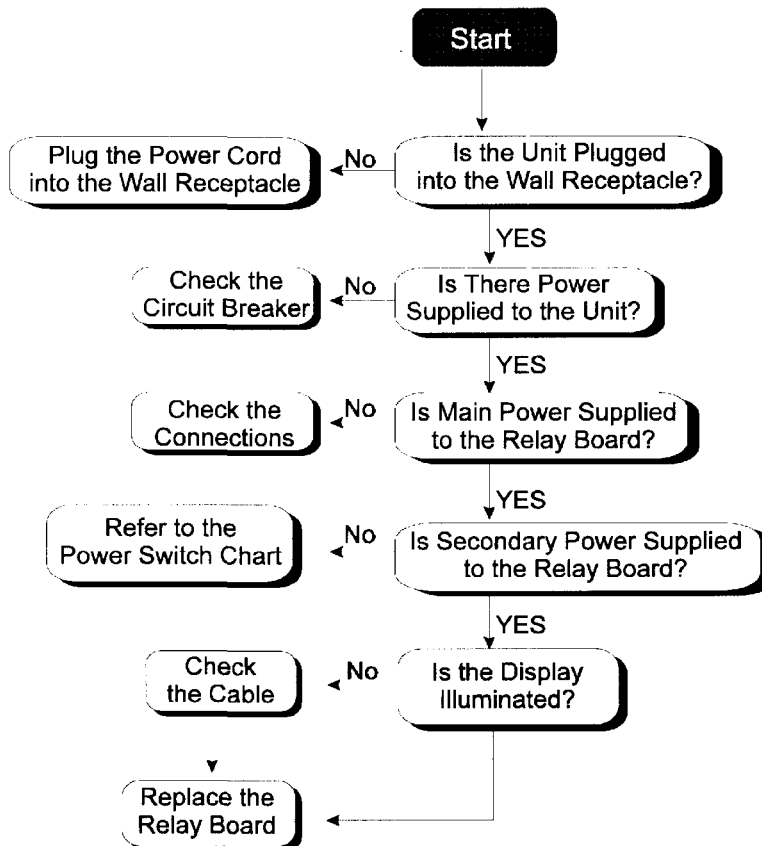 Start
Plug the Power Cord
into the Wall Receptacle
No
Is the Unit Plugged
into the Wall Receptacle?
YES
Check the
Circuit Breaker
No
Is There Power
Supplied to the Unit?
YES
Check the
Connections
No
Is Main Power Supplied
to the Relay Board?
YES
Refer to the
Power Switch Chart
No
Is Secondary Power Supplied
to the Relay Board?
YES
Check
the Cable
No
Is the Display
Illuminated?
Replace the
Relay Board